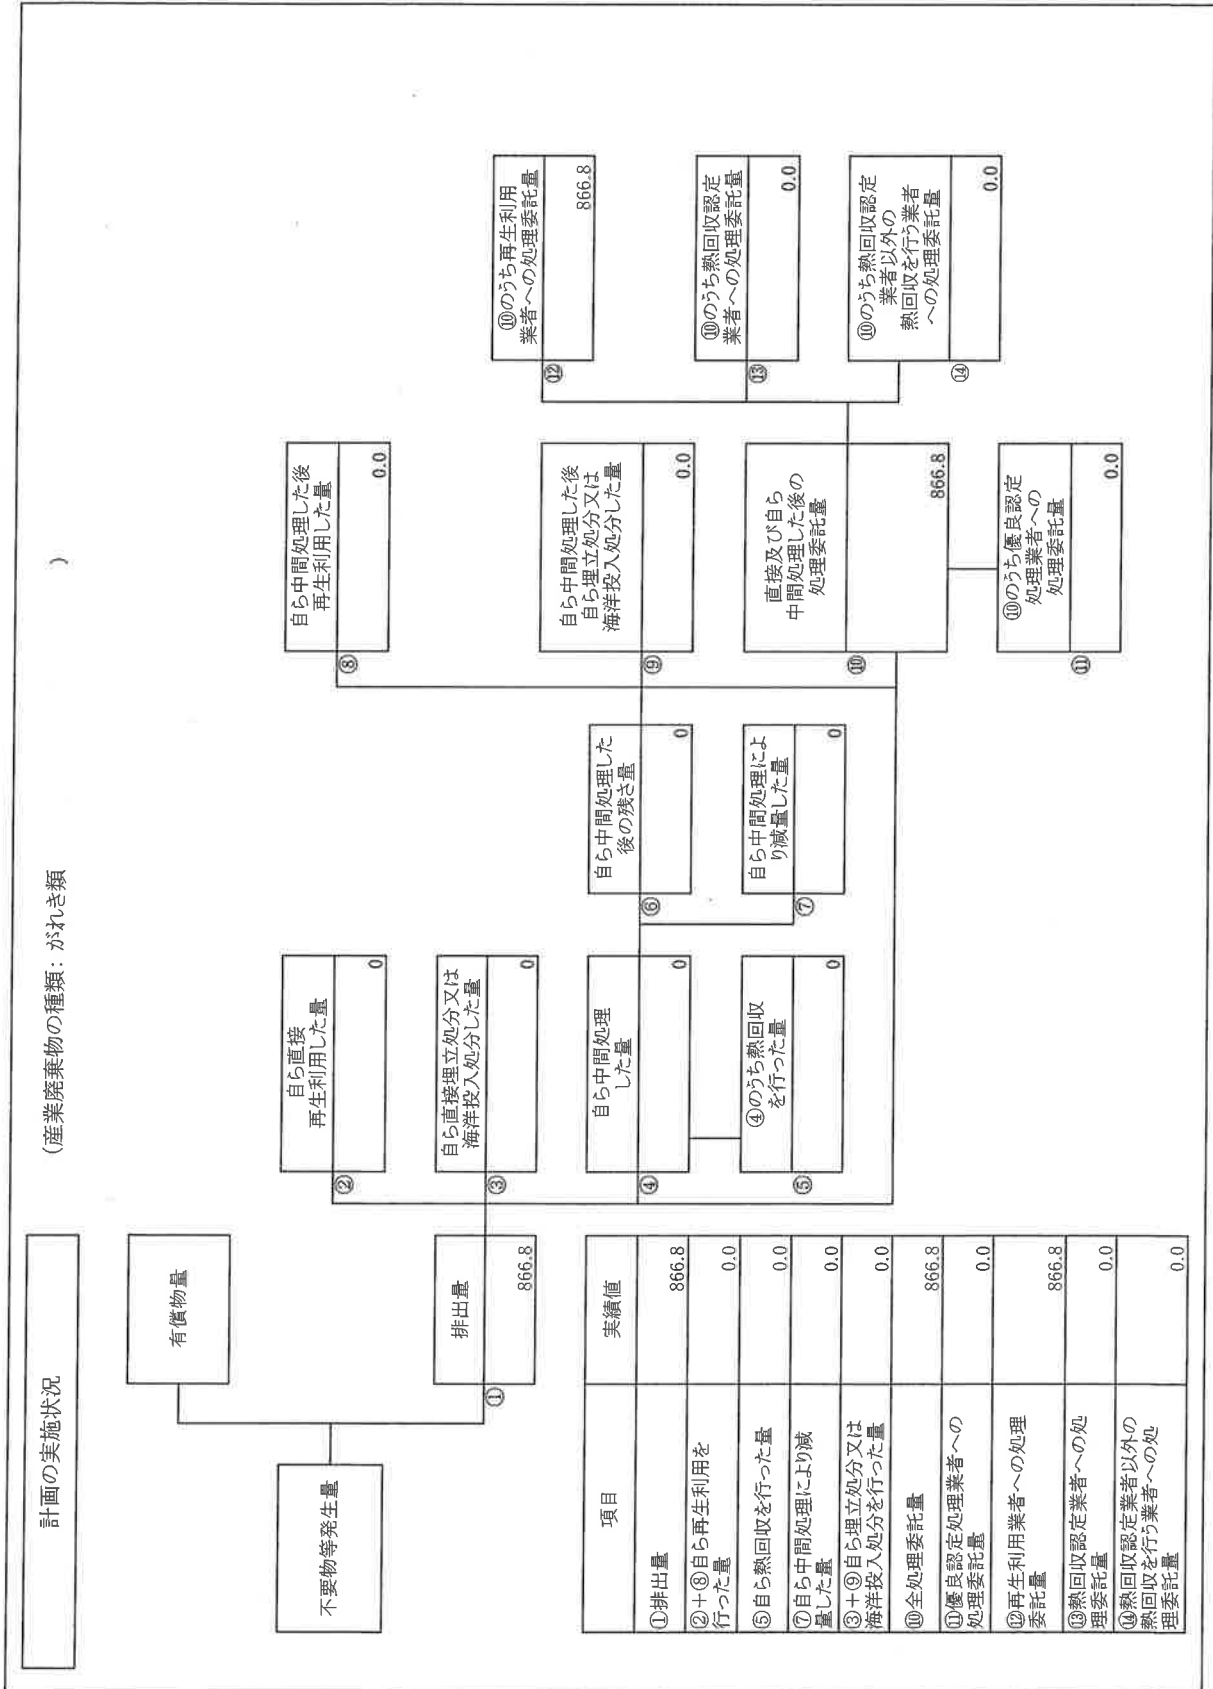 計画の実施状況
(産業廃棄物の種類：がれき類
)
不要物等発生量
有償物量
①
排出量
866.8
②
自ら直接
再生利用した量
0
③
自ら直接埋立処分又は
海洋投入処分した量
0
④
自ら中間処理
した量
0
⑤
④のうち熱回収
を行った量
0
⑥
自ら中間処理した
後の残さ量
0
⑦
自ら中間処理によ
り減量した量
0
⑧
自ら中間処理した後
再生利用した量
0.0
⑨
自ら中間処理した後
自ら埋立処分又は
海洋投入処分した量
0.0
⑩
直接及び自ら
中間処理した後の
処理委託量
866.8
⑪
⑩のうち優良認定
処理業者への
処理委託量
0.0
⑫
⑩のうち再生利用
業者への処理委託量
866.8
⑬
⑩のうち熱回収認定
業者への処理委託量
0.0
⑭
⑩のうち熱回収認定
業者以外の
熱回収を行う業者
への処理委託量
0.0
項目 実績値
①排出量 866.8
②＋⑧自ら再生利用を
行った量 0.0
⑤自ら熱回収を行った量 0.0
⑦自ら中間処理により減
量した量 0.0
③＋⑨自ら埋立処分又は
海洋投入処分を行った量 0.0
⑩全処理委託量 866.8
⑪優良認定処理業者への
処理委託量 0.0
⑫再生利用業者への処理
委託量 866.8
⑬熱回収認定業者への処
理委託量 0.0
⑭熱回収認定業者以外の
熱回収を行う業者への処
理委託量 0.0